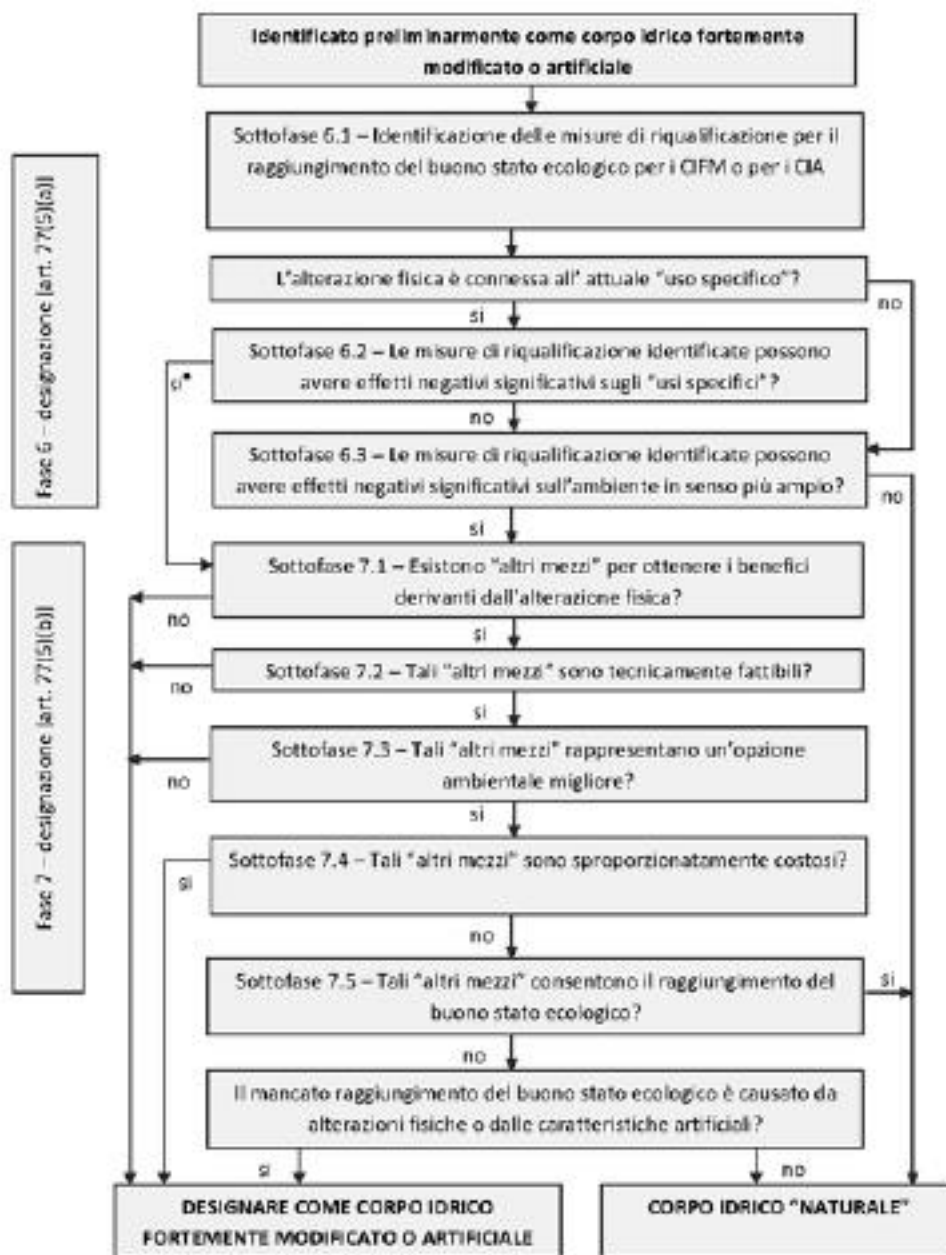 Identificato preliminarmente come corpo idrico fortemente
modificato o artificiale
Sottofase 6.1 – Identificazione delle misure di riqualificazione per il
raggiungimento del buono stato ecologico per i CIFM o per i CIA
Fase 6 – designazione [art. 77(5)(a)]
L'alterazione fisica è connessa all' attuale "uso specifico"?
no
si
Sottofase 6.2 – Le misure di riqualificazione identificate possono
avere effetti negativi significativi sugli "usi specifici"?
si*
no
Sottofase 6.3 – Le misure di riqualificazione identificate possono
avere effetti negativi significativi sull'ambiente in senso più ampio?
no
si
Fase 7 – designazione [art. 77(5)(b)]
Sottofase 7.1 – Esistono "altri mezzi" per ottenere i benefici
derivanti dall'alterazione fisica?
no
si
Sottofase 7.2 – Tali "altri mezzi" sono tecnicamente fattibili?
no
si
Sottofase 7.3 – Tali "altri mezzi" rappresentano un'opzione
ambientale migliore?
no
si
Sottofase 7.4 – Tali "altri mezzi" sono sproporzionatamente costosi?
si
no
Sottofase 7.5 – Tali "altri mezzi" consentono il raggiungimento del
buono stato ecologico?
si
no
Il mancato raggiungimento del buono stato ecologico è causato da
alterazioni fisiche o dalle caratteristiche artificiali?
si
no
DESIGNARE COME CORPO IDRICO
FORTEMENTE MODIFICATO O ARTIFICIALE
CORPO IDRICO "NATURALE"